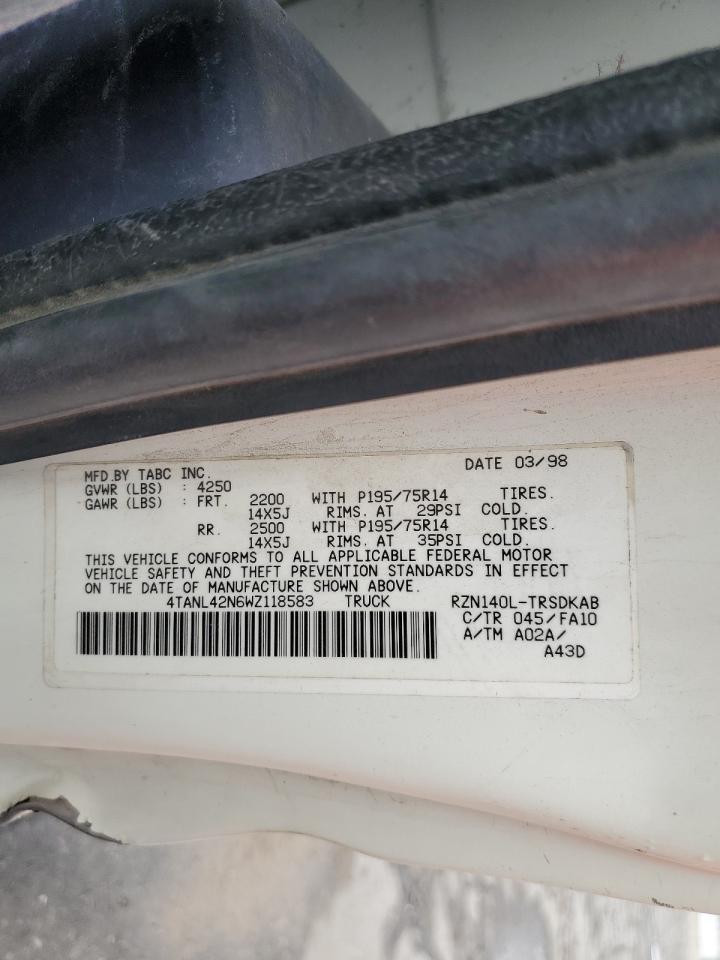 MFD.BY TABC INC. DATE 03/98
GVWR (LBS) : 4250
GAWR (LBS) : FRT. 2200 WITH P195/75R14 TIRES.
14X5J RIMS. AT 29PSI COLD.
RR. 2500 WITH P195/75R14 TIRES.
14X5J RIMS. AT 35PSI COLD.
THIS VEHICLE CONFORMS TO ALL APPLICABLE FEDERAL MOTOR
VEHICLE SAFETY AND THEFT PREVENTION STANDARDS IN EFFECT
ON THE DATE OF MANUFACTURE SHOWN ABOVE.
4TANL42N6WZ118583 TRUCK RZN140L-TRSDKAB
C/TR 045/FA10
A/TM A02A/
A43D